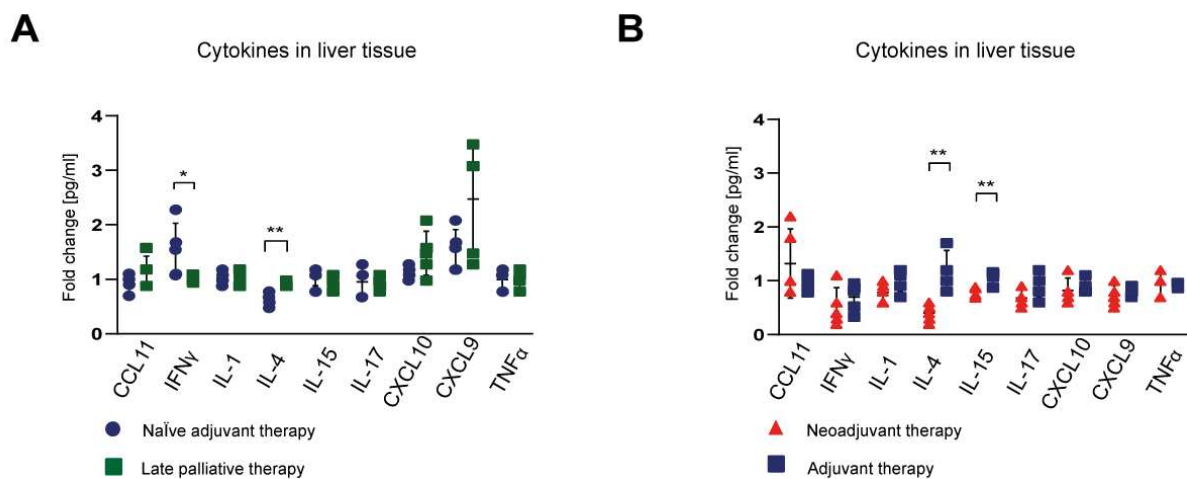 A
Cytokines in liver tissue
Fold change [pg/ml]
4
3
2
1
0
*
**
CCL11
IFNγ
IL-1
IL-4
IL-15
IL-17
CXCL10
CXCL9
TNFα
NaÏve adjuvant therapy
Late palliative therapy
B
Cytokines in liver tissue
Fold change [pg/ml]
4
3
2
1
0
**
**
CCL11
IFNγ
IL-1
IL-4
IL-15
IL-17
CXCL10
CXCL9
TNFα
Neoadjuvant therapy
Adjuvant therapy